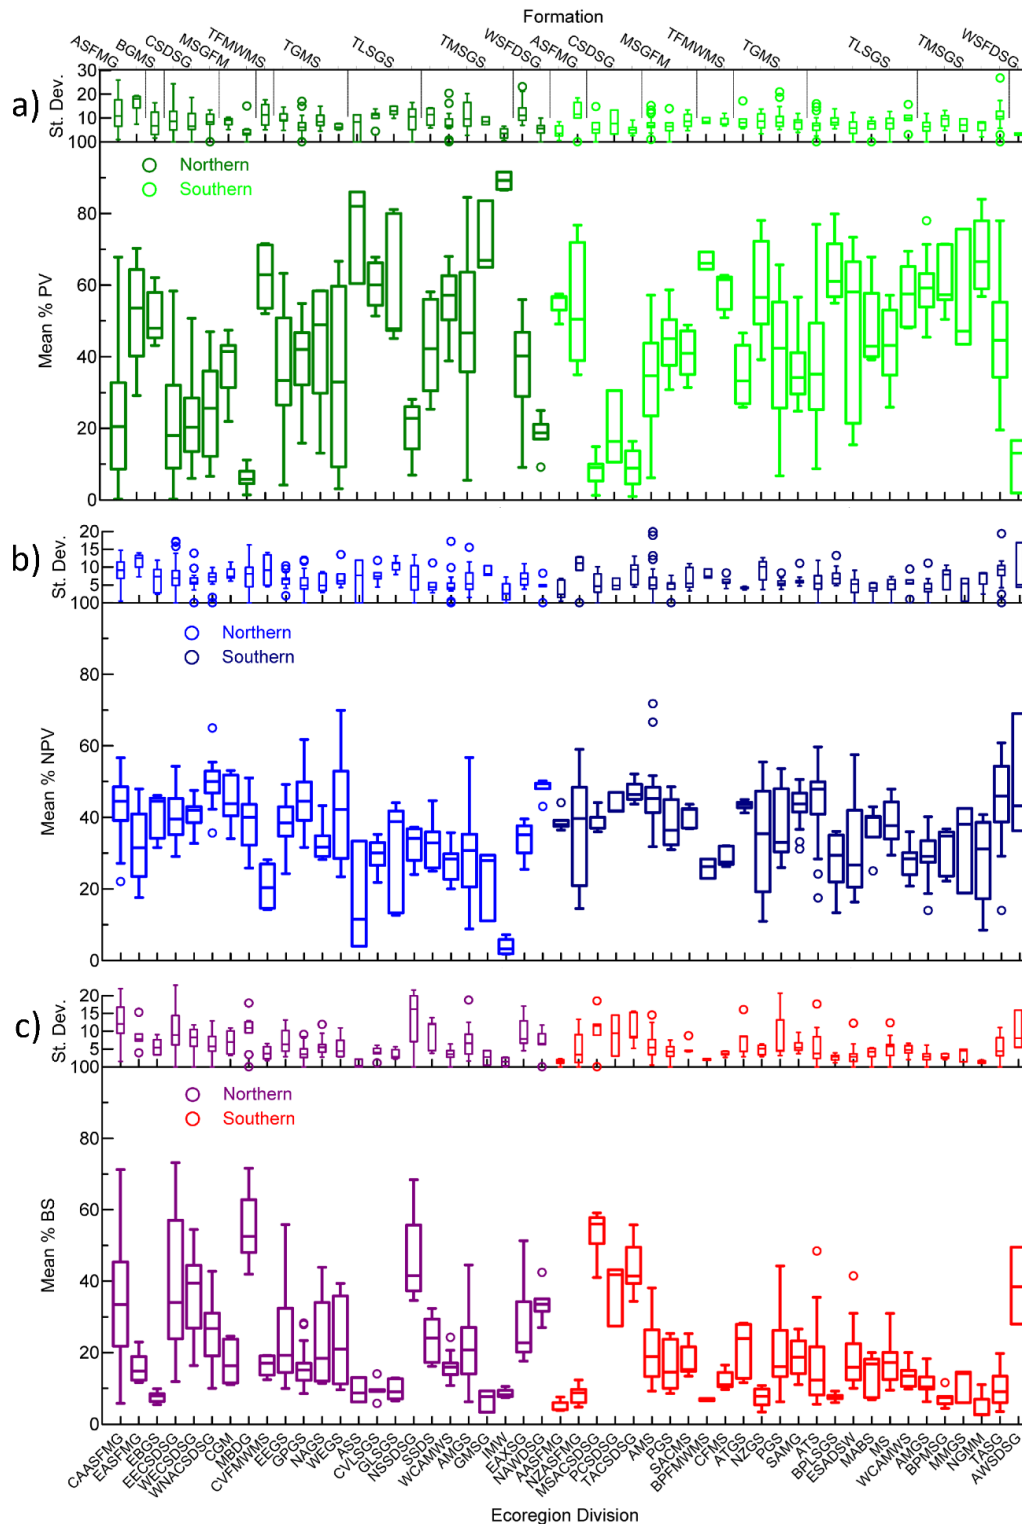 Formation
ASFMG BGMS CSDSG MSGFM TFMWMS TGMS TLSGS TMSGS WSFDSG ASFMG CSDSG MSGFM TFMWMS TGMS TLSGS TMSGS WSFDSG
a)
St. Dev.
30
20
10
100
Northern
Southern
Mean % PV
80
60
40
20
0
b)
St. Dev.
20
15
10
5
100
Northern
Southern
Mean % NPV
80
60
40
20
0
c)
St. Dev.
20
15
10
5
100
Northern
Southern
Mean % BS
80
60
40
20
0
CAASFMG EASFMG EBGS EECSDSG WECSDSG WNACSDSG CGM MBDG CVFMWMS EEGS GPGS NAGS WEGS FLASS CVLSGS GLSGS NSSDSG SSDS WCAMWS AMGS GMSG IMW EAXSG NAWDSG AASFMG NZASFMG MSACSDSG PCSDSG TACSDSG AMS PGS SACMS BPFMWMS CFMS ATGS NZGS PGS SAMG ATS BPLSGS ESADSW MABS MS WCAMWS AMGS BPMSG MMGS NGMM TASG AWSDSG
Ecoregion Division